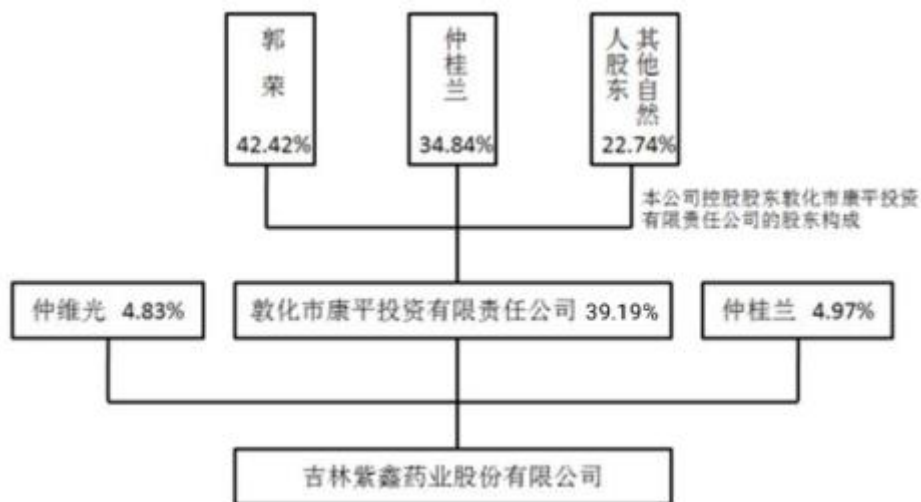 郭荣
42.42%
仲桂兰
34.84%
其他自然
人股东
22.74%
本公司控股股东敦化市康平投资
有限责任公司的股东构成
仲维光 4.83%
敦化市康平投资有限责任公司 39.19%
仲桂兰 4.97%
吉林紫鑫药业股份有限公司